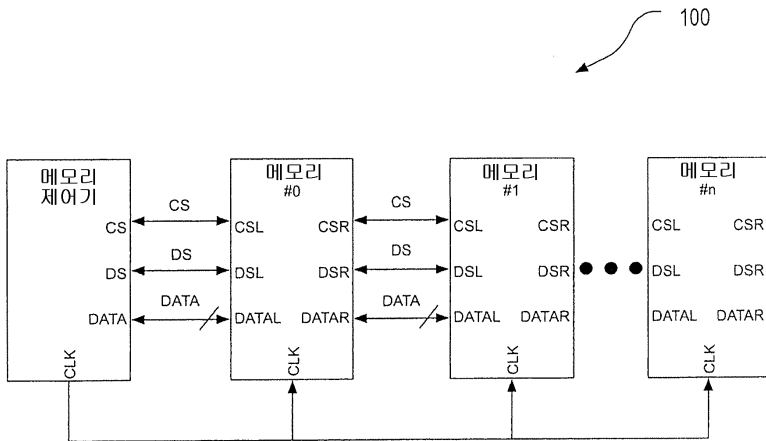 100
메모리
제어기
CS
DS
DATA
CLK
CS
DS
DATA
메모리
#0
CSL CSR
DSL DSR
DATAL DATAR
CLK
CS
DS
DATA
메모리
#1
CSL CSR
DSL DSR
DATAL DATAR
CLK
메모리
#n
CSL CSR
DSL DSR
DATAL DATAR
CLK